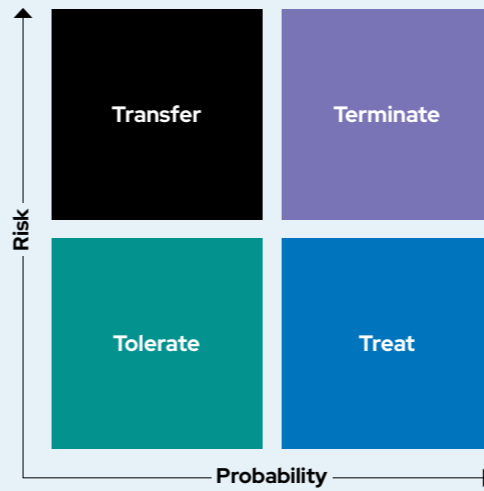 Transfer
Terminate
Risk
Tolerate
Treat
Probability